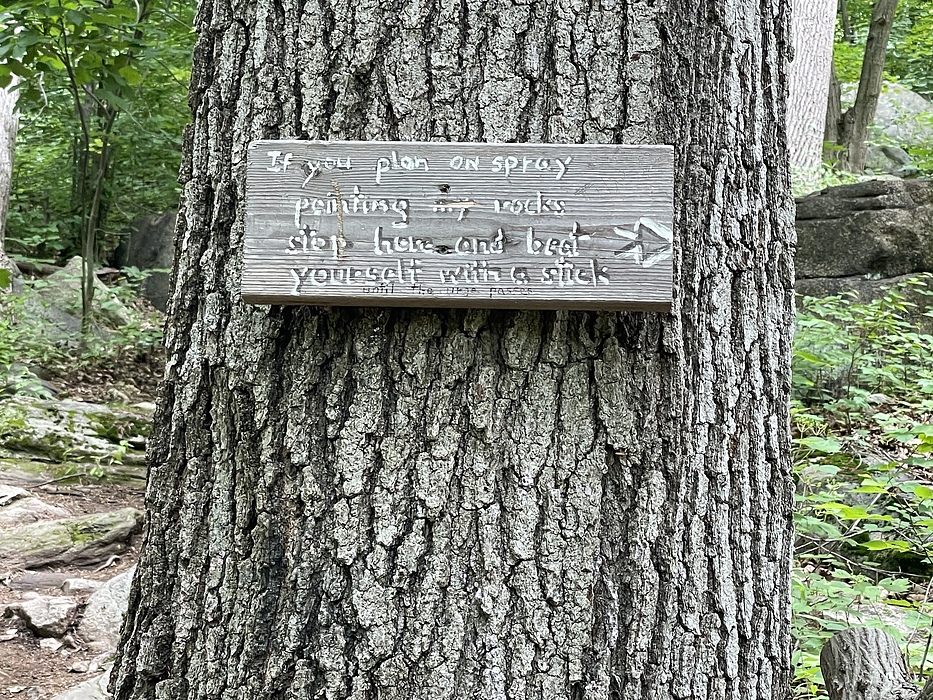 If you plan on spray
painting my rocks
stop here and beat
yourself with a stick
until the urge passes